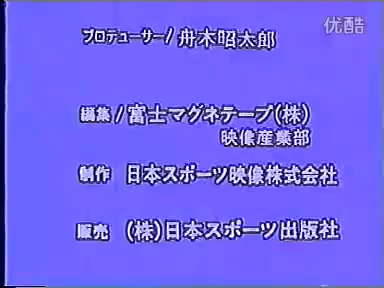 优酷
プロデューサー/舟木昭太郎
編集/富士マグネテープ(株)
映像産業部
制作 日本スポーツ映像株式会社
販売 (株)日本スポーツ出版社